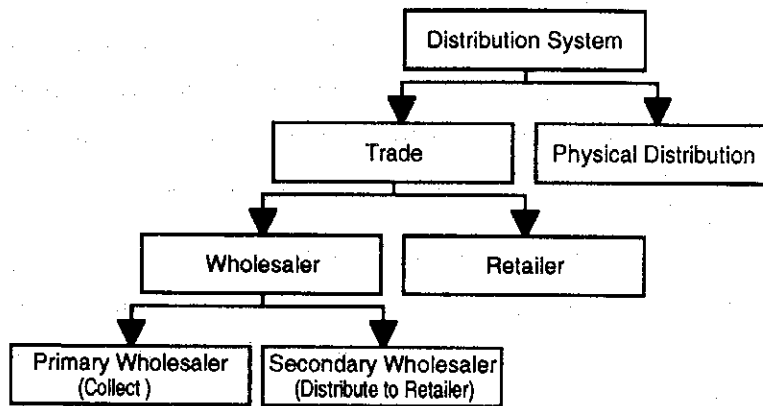 Distribution System
Trade
Physical Distribution
Wholesaler
Retailer
Primary Wholesaler
(Collect)
Secondary Wholesaler
(Distribute to Retailer)